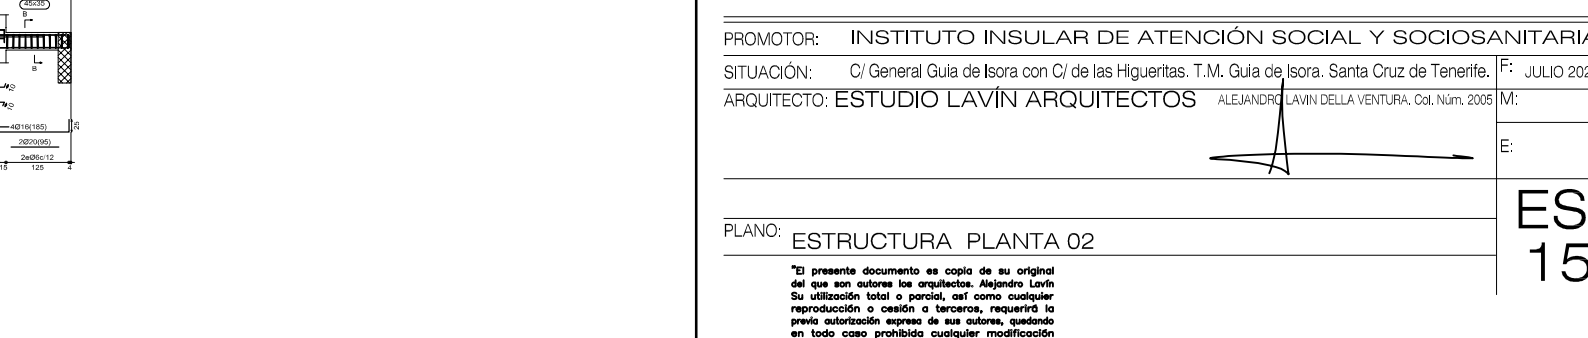 45x35
B
B
10
10
4Ø16(185)
25
2Ø20(95)
2eØ6c/12
15 125 4
PROMOTOR: INSTITUTO INSULAR DE ATENCIÓN SOCIAL Y SOCIOSANITARIA
SITUACIÓN: C/ General Guia de Isora con C/ de las Higueritas. T.M. Guia de Isora. Santa Cruz de Tenerife.
F: JULIO 202
ARQUITECTO: ESTUDIO LAVÍN ARQUITECTOS ALEJANDRO LAVIN DELLA VENTURA. Col. Núm. 2005
M:
E:
PLANO: ESTRUCTURA PLANTA 02
ES
15
"El presente documento es copia de su original
del que son autores los arquitectos. Alejandro Lavín
Su utilización total o parcial, así como cualquier
reproducción o cesión a terceros, requerirá la
previa autorización expresa de sus autores, quedando
en todo caso prohibida cualquier modificación